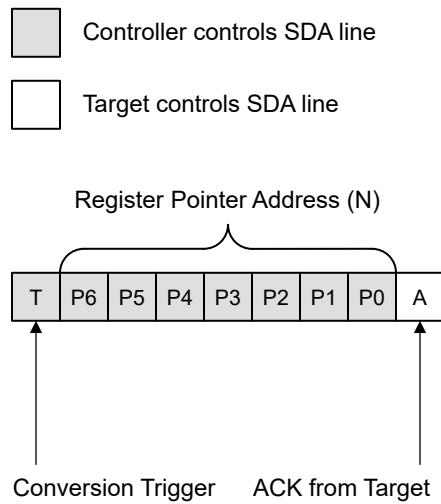 Controller controls SDA line
Target controls SDA line
Register Pointer Address (N)
T P6 P5 P4 P3 P2 P1 P0 A
Conversion Trigger ACK from Target